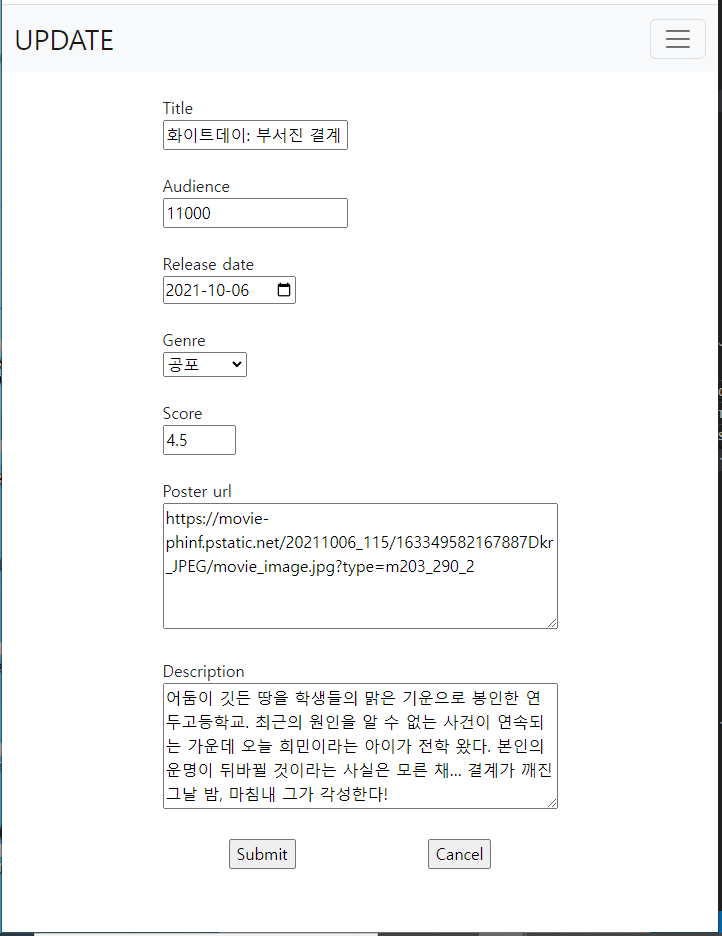 UPDATE
Title
화이트데이: 부서진 결계
Audience
11000
Release date
2021-10-06
Genre
공포
Score
4.5
Poster url
https://movie-
phinf.pstatic.net/20211006_115/163349582167887Dkr
_JPEG/movie_image.jpg?type=m203_290_2
Description
어둠이 깃든 땅을 학생들의 맑은 기운으로 봉인한 연
두고등학교. 최근의 원인을 알 수 없는 사건이 연속되
는 가운데 오늘 희민이라는 아이가 전학 왔다. 본인의
운명이 뒤바뀔 것이라는 사실은 모른 채... 결계가 깨진
그날 밤, 마침내 그가 각성한다!
Submit
Cancel